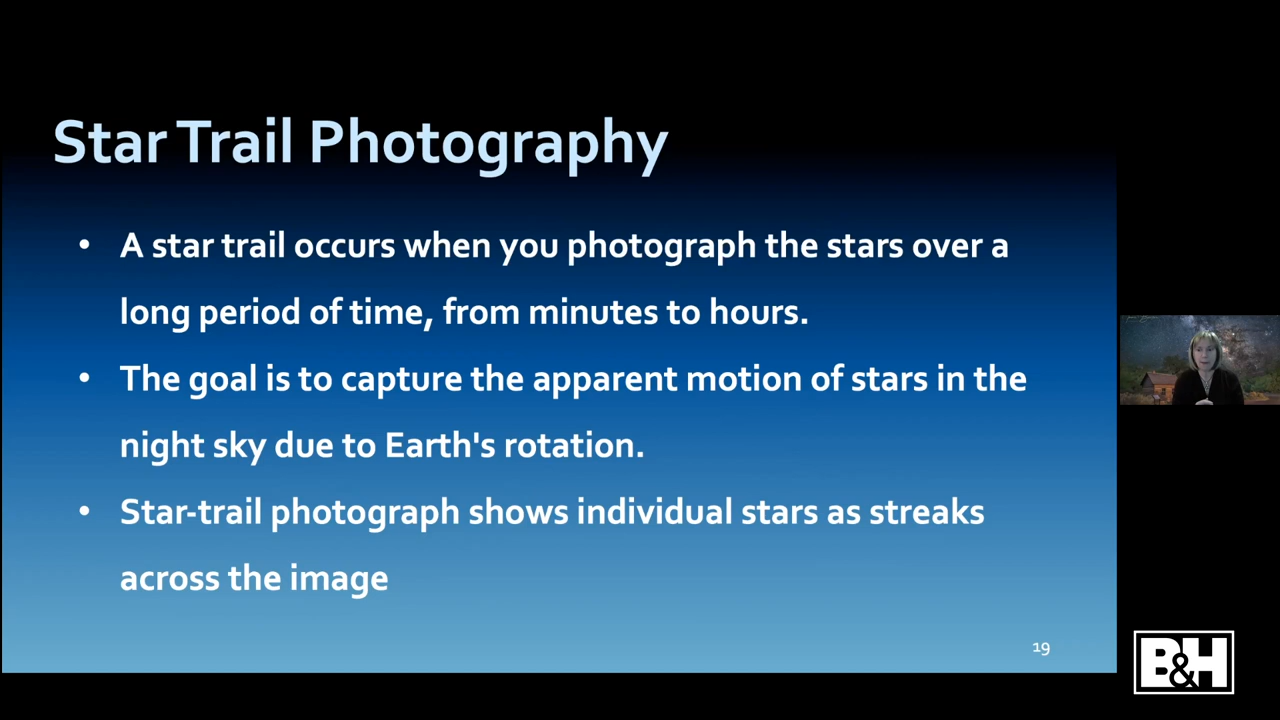 Star Trail Photography
• A star trail occurs when you photograph the stars over a
long period of time, from minutes to hours.
• The goal is to capture the apparent motion of stars in the
night sky due to Earth's rotation.
• Star-trail photograph shows individual stars as streaks
across the image
19
B&H